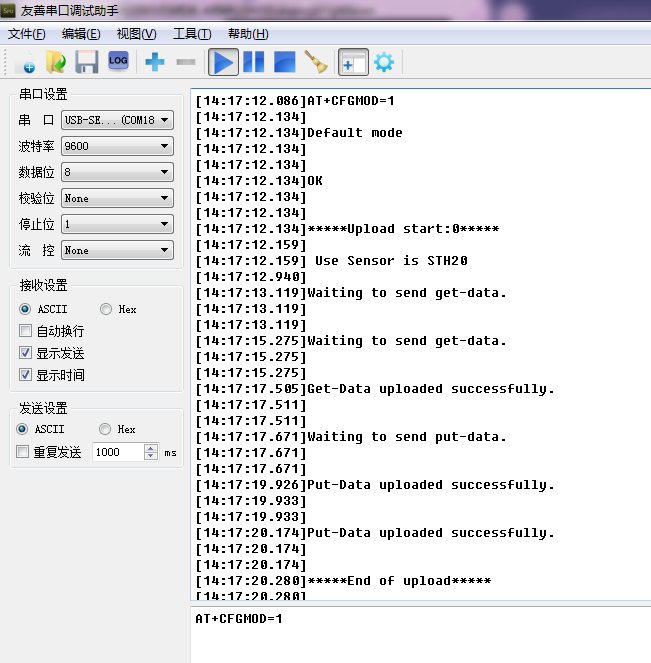 友善串口调试助手
文件(F) 编辑(E) 视图(V) 工具(T) 帮助(H)
LOG
串口设置
串 口 USB-SE...(COM18
波特率 9600
数据位 8
校验位 None
停止位 1
流 控 None
接收设置
ASCII Hex
自动换行
显示发送
显示时间
发送设置
ASCII Hex
重复发送 1000 ms
[14:17:12.086]AT+CFGMOD=1
[14:17:12.134]
[14:17:12.134]Default mode
[14:17:12.134]
[14:17:12.134]
[14:17:12.134]OK
[14:17:12.134]
[14:17:12.134]
[14:17:12.134]*****Upload start:0*****
[14:17:12.159]
[14:17:12.159] Use Sensor is STH20
[14:17:12.940]
[14:17:13.119]Waiting to send get-data.
[14:17:13.119]
[14:17:13.119]
[14:17:15.275]Waiting to send get-data.
[14:17:15.275]
[14:17:15.275]
[14:17:17.505]Get-Data uploaded successfully.
[14:17:17.511]
[14:17:17.511]
[14:17:17.671]Waiting to send put-data.
[14:17:17.671]
[14:17:17.671]
[14:17:19.926]Put-Data uploaded successfully.
[14:17:19.933]
[14:17:19.933]
[14:17:20.174]Put-Data uploaded successfully.
[14:17:20.174]
[14:17:20.174]
[14:17:20.280]*****End of upload*****
[14:17:20.280]
AT+CFGMOD=1